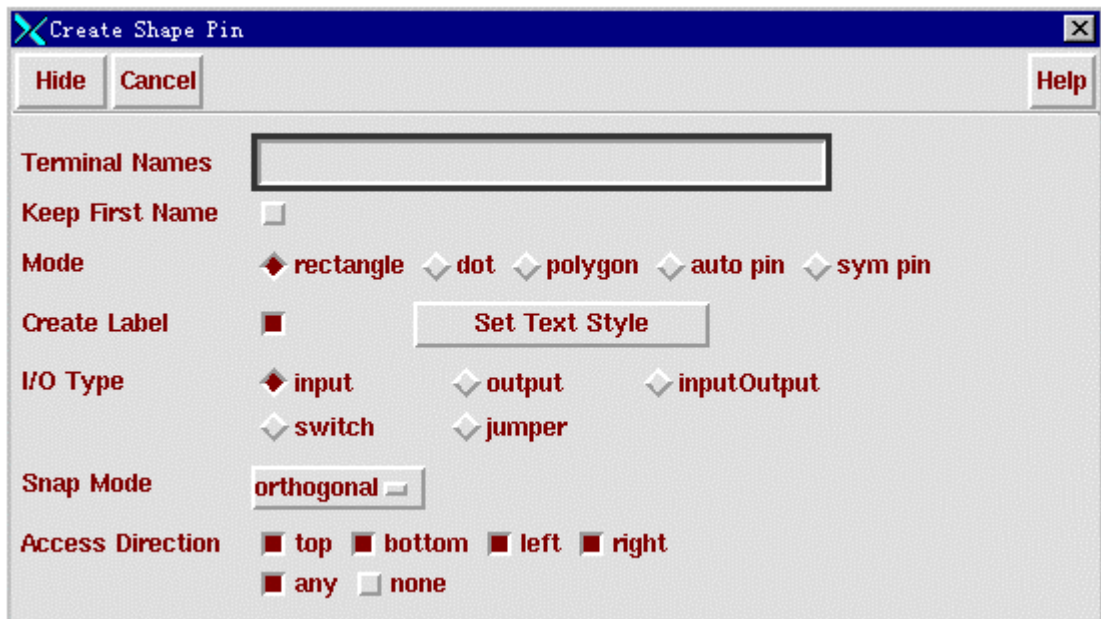 Create Shape Pin
Hide Cancel Help
Terminal Names
Keep First Name
Mode rectangle dot polygon auto pin sym pin
Create Label Set Text Style
I/O Type input output inputOutput
switch jumper
Snap Mode orthogonal
Access Direction top bottom left right
any none